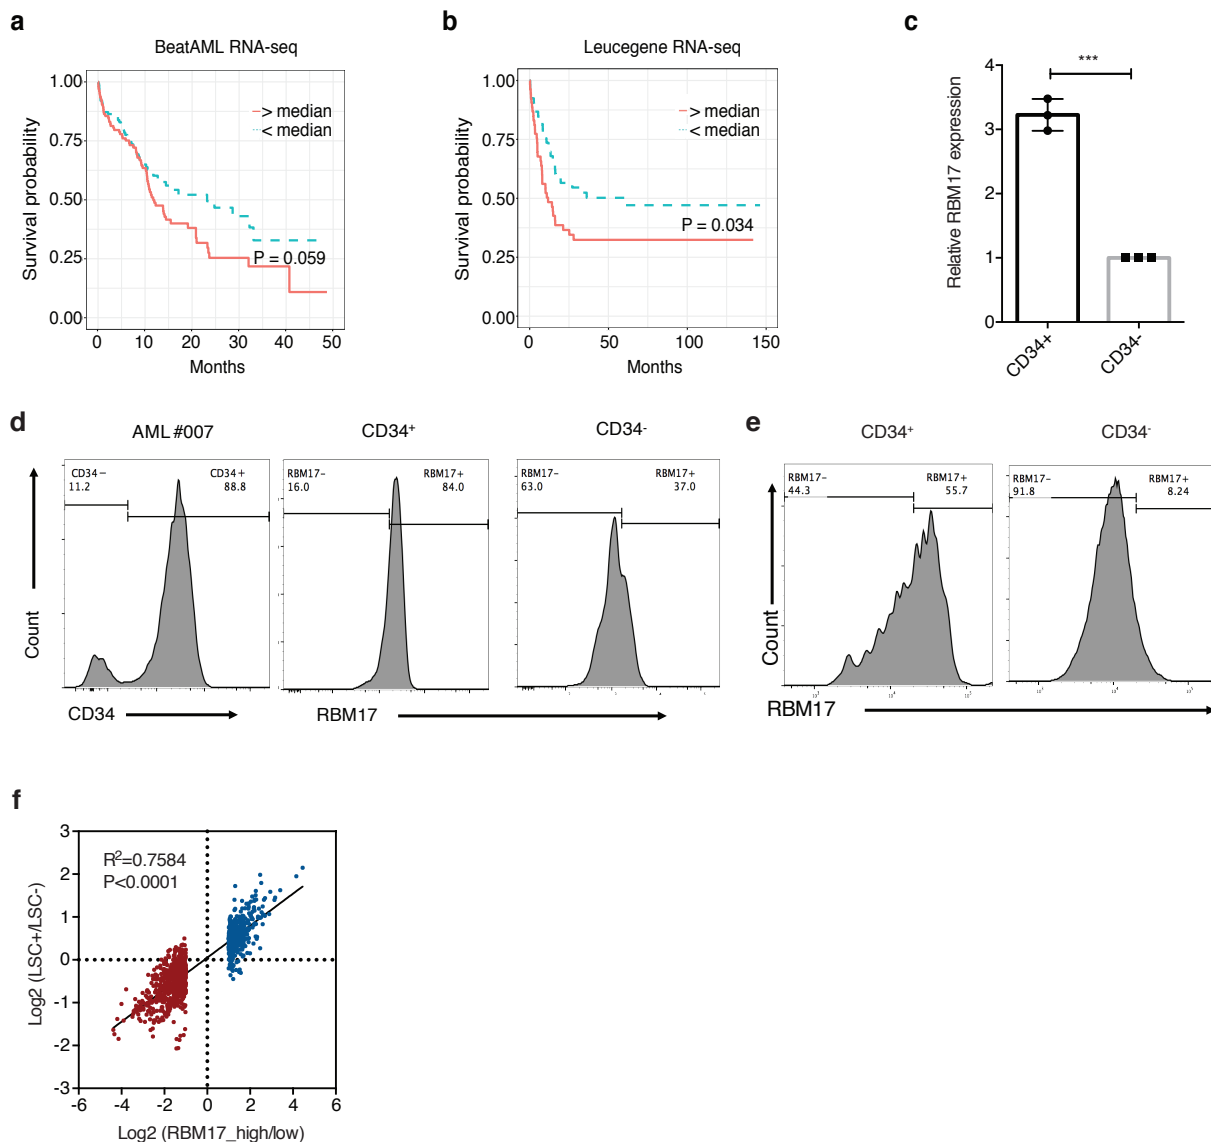 a
BeatAML RNA-seq
Survival probability
1.00
0.75
0.50
0.25
0.00
> median
< median
P = 0.059
0 10 20 30 40 50
Months
b
Leucegene RNA-seq
Survival probability
1.00
0.75
0.50
0.25
0.00
> median
< median
P = 0.034
0 50 100 150
Months
c
Relative RBM17 expression
4
3
2
1
0
***
CD34+
CD34-
d
AML #007
CD34+
CD34-
CD34−
11.2
CD34+
88.8
RBM17-
16.0
RBM17+
84.0
RBM17-
63.0
RBM17+
37.0
Count
CD34
RBM17
e
CD34+
CD34-
RBM17-
44.3
RBM17+
55.7
RBM17-
91.8
RBM17+
8.24
Count
RBM17
f
R²=0.7584
P<0.0001
Log2 (LSC+/LSC-)
3
2
1
0
-1
-2
-3
-6 -4 -2 0 2 4 6
Log2 (RBM17_high/low)